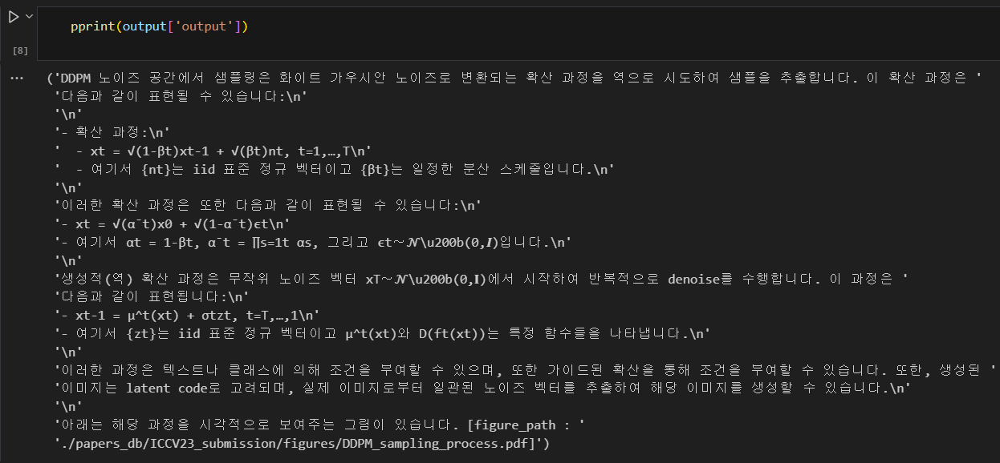 pprint(output['output'])
[8]
... ('DDPM 노이즈 공간에서 샘플링은 화이트 가우시안 노이즈로 변환되는 확산 과정을 역으로 시도하여 샘플을 추출합니다. 이 확산 과정은 '
'다음과 같이 표현될 수 있습니다:\n'
'\n'
'- 확산 과정:\n'
'  - xt = √(1-βt)xt-1 + √(βt)nt, t=1,…,T\n'
'  - 여기서 {nt}는 iid 표준 정규 벡터이고 {βt}는 일정한 분산 스케줄입니다.\n'
'\n'
'이러한 확산 과정은 또한 다음과 같이 표현될 수 있습니다:\n'
'- xt = √(α¯t)x0 + √(1-α¯t)ϵt\n'
'- 여기서 αt = 1-βt, α¯t = ∏s=1t αs, 그리고 ϵt∼𝓝\u200b(0,𝑰)입니다.\n'
'\n'
'생성적(역) 확산 과정은 무작위 노이즈 벡터 xT∼𝓝\u200b(0,𝐈)에서 시작하여 반복적으로 denoise를 수행합니다. 이 과정은 '
'다음과 같이 표현됩니다:\n'
'- xt-1 = μ^t(xt) + σtzt, t=T,…,1\n'
'- 여기서 {zt}는 iid 표준 정규 벡터이고 μ^t(xt)와 D(ft(xt))는 특정 함수들을 나타냅니다.\n'
'\n'
'이러한 과정은 텍스트나 클래스에 의해 조건을 부여할 수 있으며, 또한 가이드된 확산을 통해 조건을 부여할 수 있습니다. 또한, 생성된 '
'이미지는 latent code로 고려되며, 실제 이미지로부터 일관된 노이즈 벡터를 추출하여 해당 이미지를 생성할 수 있습니다.\n'
'\n'
'아래는 해당 과정을 시각적으로 보여주는 그림이 있습니다. [figure_path : '
'./papers_db/ICCV23_submission/figures/DDPM_sampling_process.pdf]')